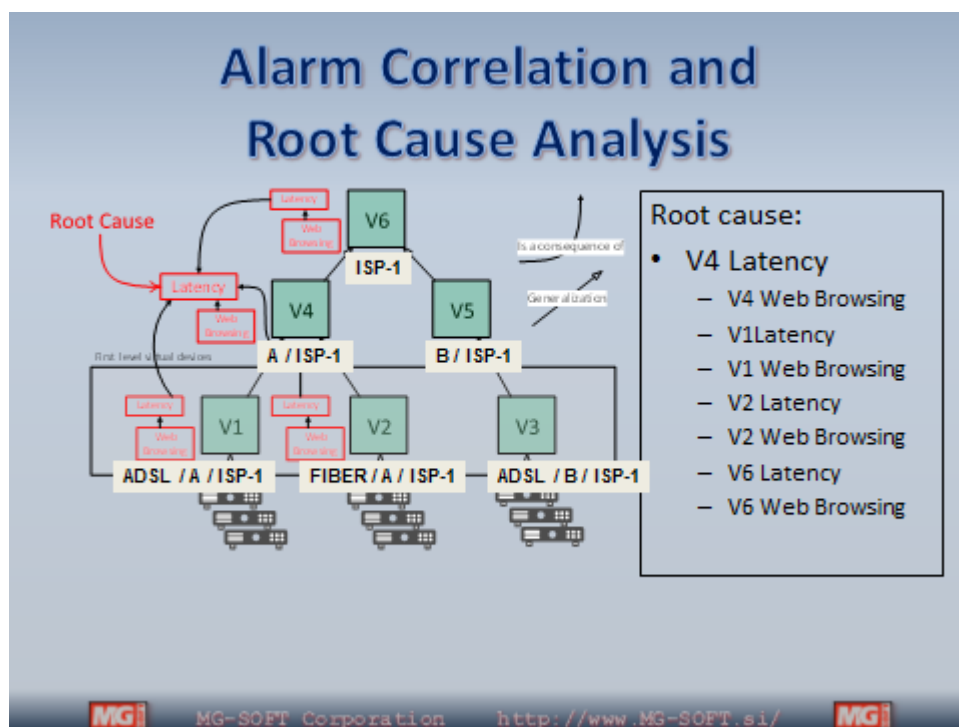 Alarm Correlation and
Root Cause Analysis
Root Cause
Latency
Web
Browsing
V6
ISP-1
Is a consequence of
Generalization
Latency
Web
Browsing
V4
A / ISP-1
V5
B / ISP-1
First level virtual devices
Latency
Web
Browsing
V1
ADSL / A / ISP-1
Latency
Web
Browsing
V2
FIBER / A / ISP-1
V3
ADSL / B / ISP-1
Root cause:
• V4 Latency
– V4 Web Browsing
– V1Latency
– V1 Web Browsing
– V2 Latency
– V2 Web Browsing
– V6 Latency
– V6 Web Browsing
MG
MG-SOFT Corporation http://www.MG-SOFT.si/
MG